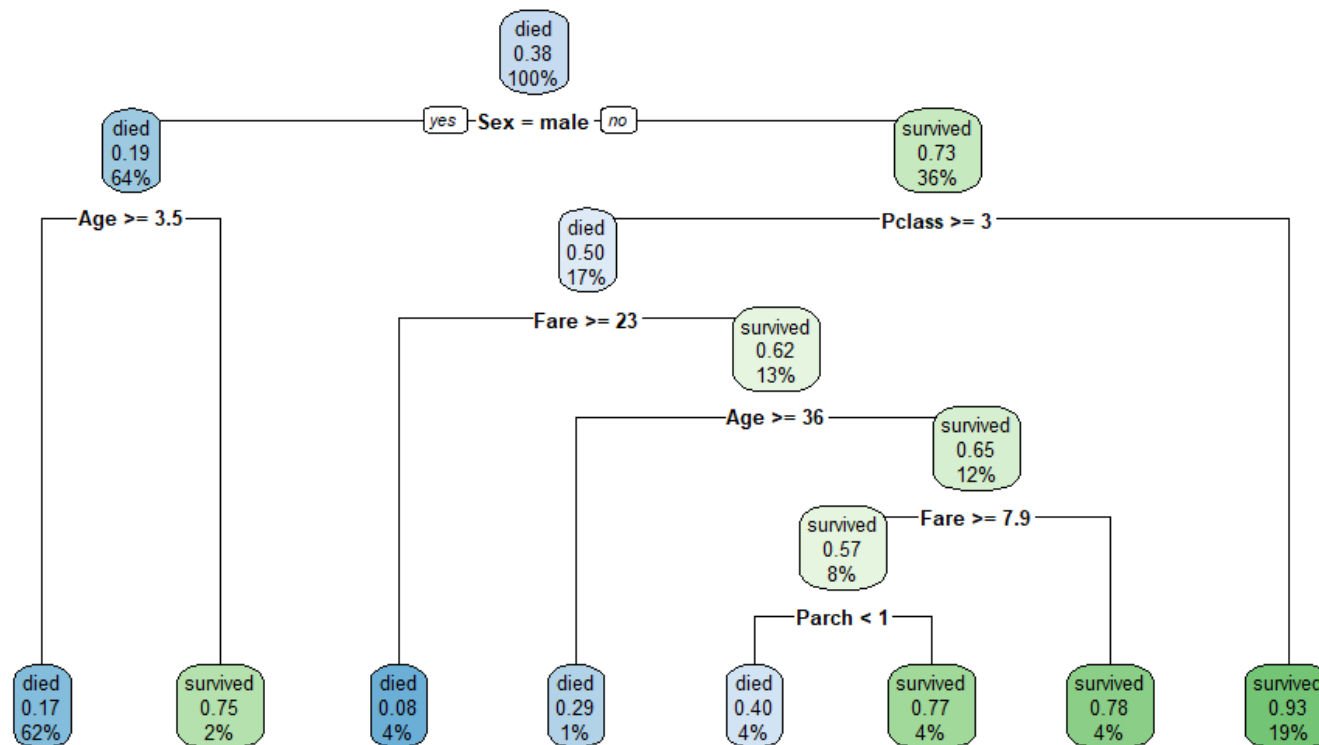 died
0.38
100%
yes Sex = male no
died
0.19
64%
survived
0.73
36%
Age >= 3.5
Pclass >= 3
died
0.50
17%
Fare >= 23
survived
0.62
13%
Age >= 36
survived
0.65
12%
Fare >= 7.9
survived
0.57
8%
Parch < 1
died
0.17
62%
survived
0.75
2%
died
0.08
4%
died
0.29
1%
died
0.40
4%
survived
0.77
4%
survived
0.78
4%
survived
0.93
19%